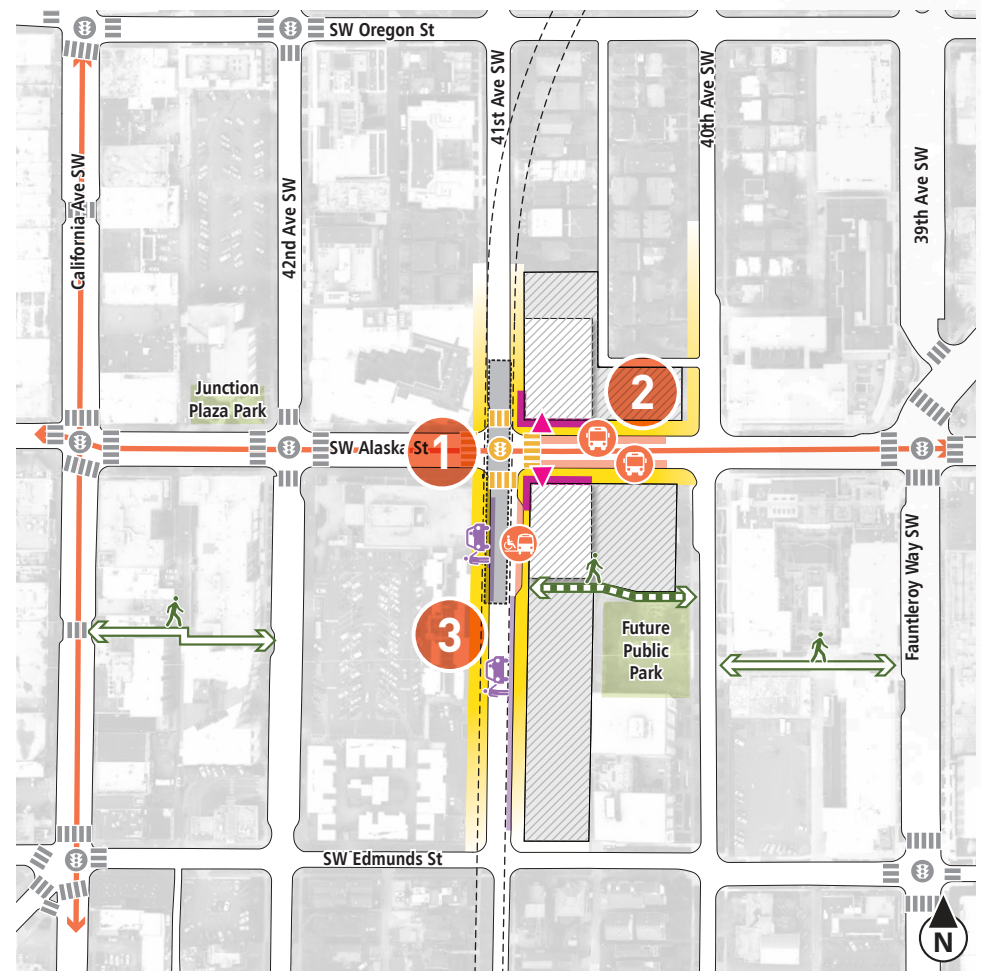 SW Oregon St
41st Ave SW
40th Ave SW
California Ave SW
42nd Ave SW
39th Ave SW
Junction
Plaza Park
2
SW Alaska St
1
3
Future
Public
Park
Fauntleroy Way SW
SW Edmunds St
N